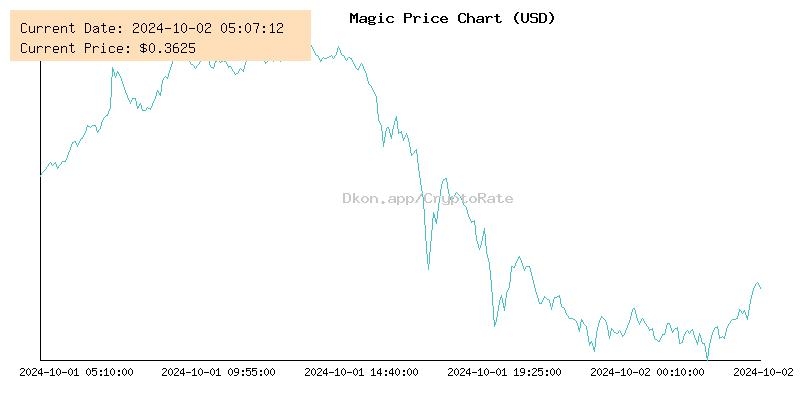 Magic Price Chart (USD)
Current Date: 2024-10-02 05:07:12
Current Price: $0.3625
Dkon.app/CryptoRate
2024-10-01 05:10:00 2024-10-01 09:55:00 2024-10-01 14:40:00 2024-10-01 19:25:00 2024-10-02 00:10:00 2024-10-02